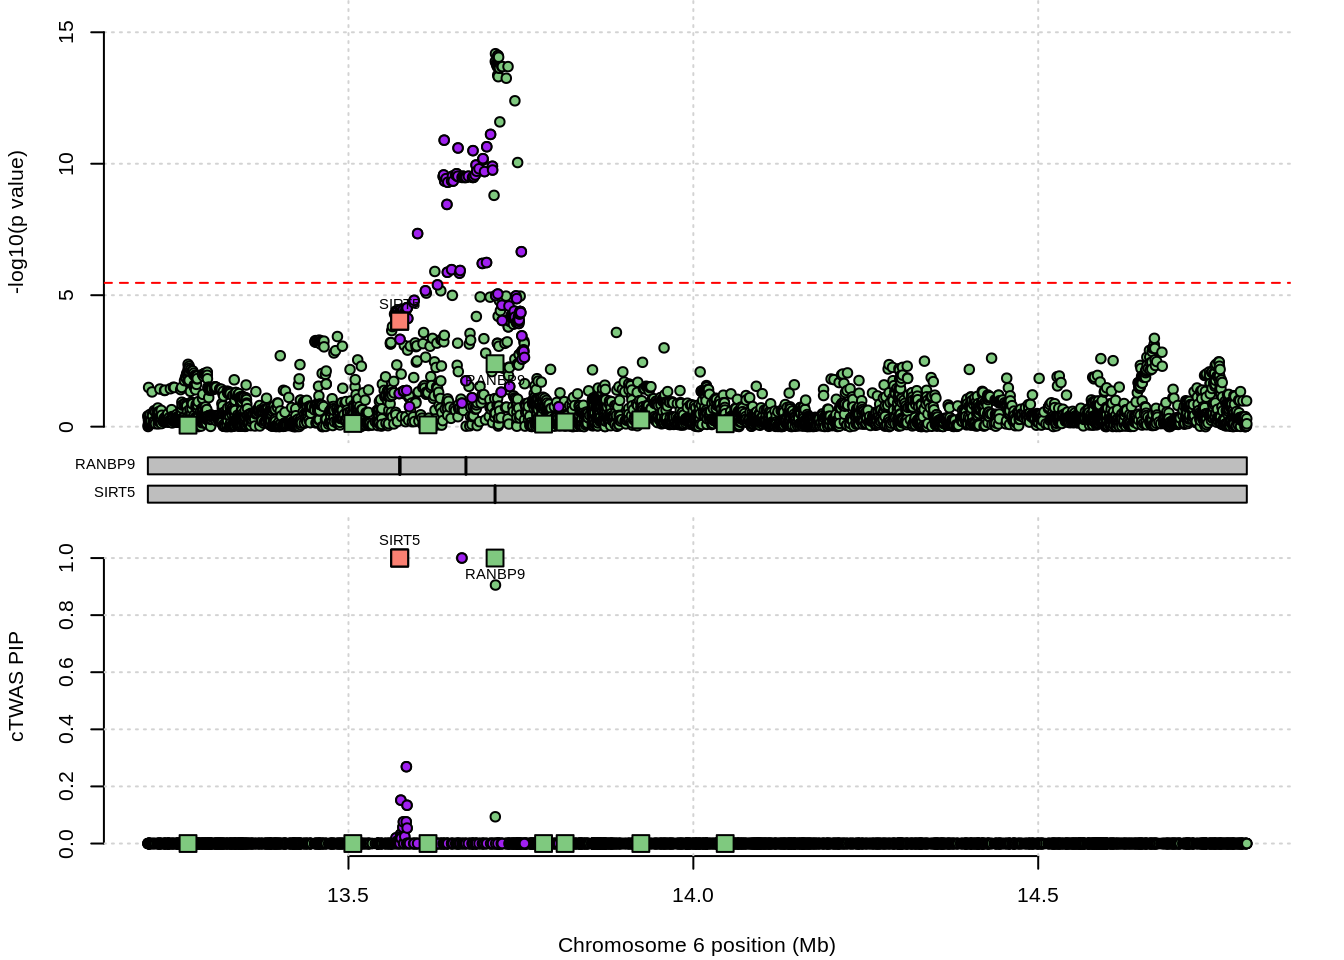 15
10
5
0
-log10(p value)
SIRT5
RANBP9
RANBP9
SIRT5
1.0
0.8
0.6
0.4
0.2
0.0
cTWAS PIP
SIRT5
RANBP9
13.5 14.0 14.5
Chromosome 6 position (Mb)